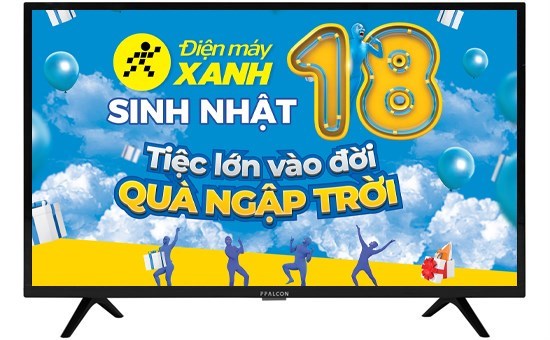 Điện máy
XANH
SINH NHẬT 18
Tiệc lớn vào đời
QUÀ NGẬP TRỜI
FFALCON